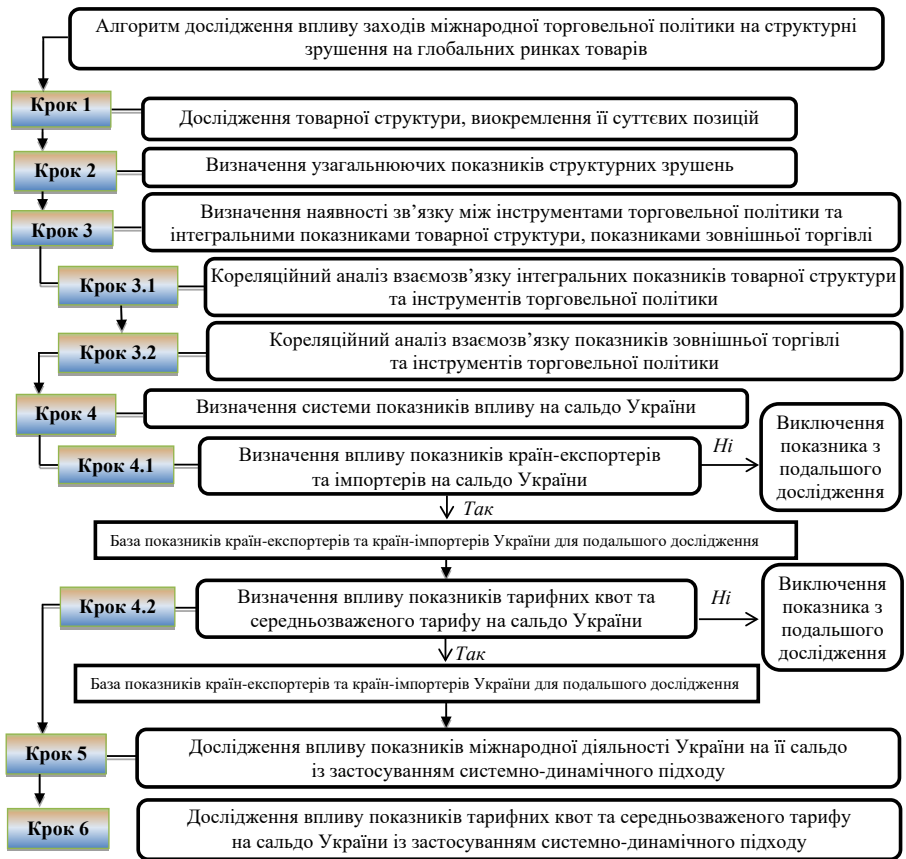 Алгоритм дослідження впливу заходів міжнародної торговельної політики на структурні
зрушення на глобальних ринках товарів
Крок 1
Дослідження товарної структури, виокремлення її суттєвих позицій
Крок 2
Визначення узагальнюючих показників структурних зрушень
Крок 3
Визначення наявності зв’язку між інструментами торговельної політики та
інтегральними показниками товарної структури, показниками зовнішньої торгівлі
Крок 3.1
Кореляційний аналіз взаємозв’язку інтегральних показників товарної структури
та інструментів торговельної політики
Крок 3.2
Кореляційний аналіз взаємозв’язку показників зовнішньої торгівлі
та інструментів торговельної політики
Крок 4
Визначення системи показників впливу на сальдо України
Крок 4.1
Визначення впливу показників країн-експортерів
та імпортерів на сальдо України
Ні
Виключення
показника з
подальшого
дослідження
Так
База показників країн-експортерів та країн-імпортерів України для подальшого дослідження
Крок 4.2
Визначення впливу показників тарифних квот та
середньозваженого тарифу на сальдо України
Ні
Виключення
показника з
подальшого
дослідження
Так
База показників країн-експортерів та країн-імпортерів України для подальшого дослідження
Крок 5
Дослідження впливу показників міжнародної діяльності України на її сальдо
із застосуванням системно-динамічного підходу
Крок 6
Дослідження впливу показників тарифних квот та середньозваженого тарифу
на сальдо України із застосуванням системно-динамічного підходу